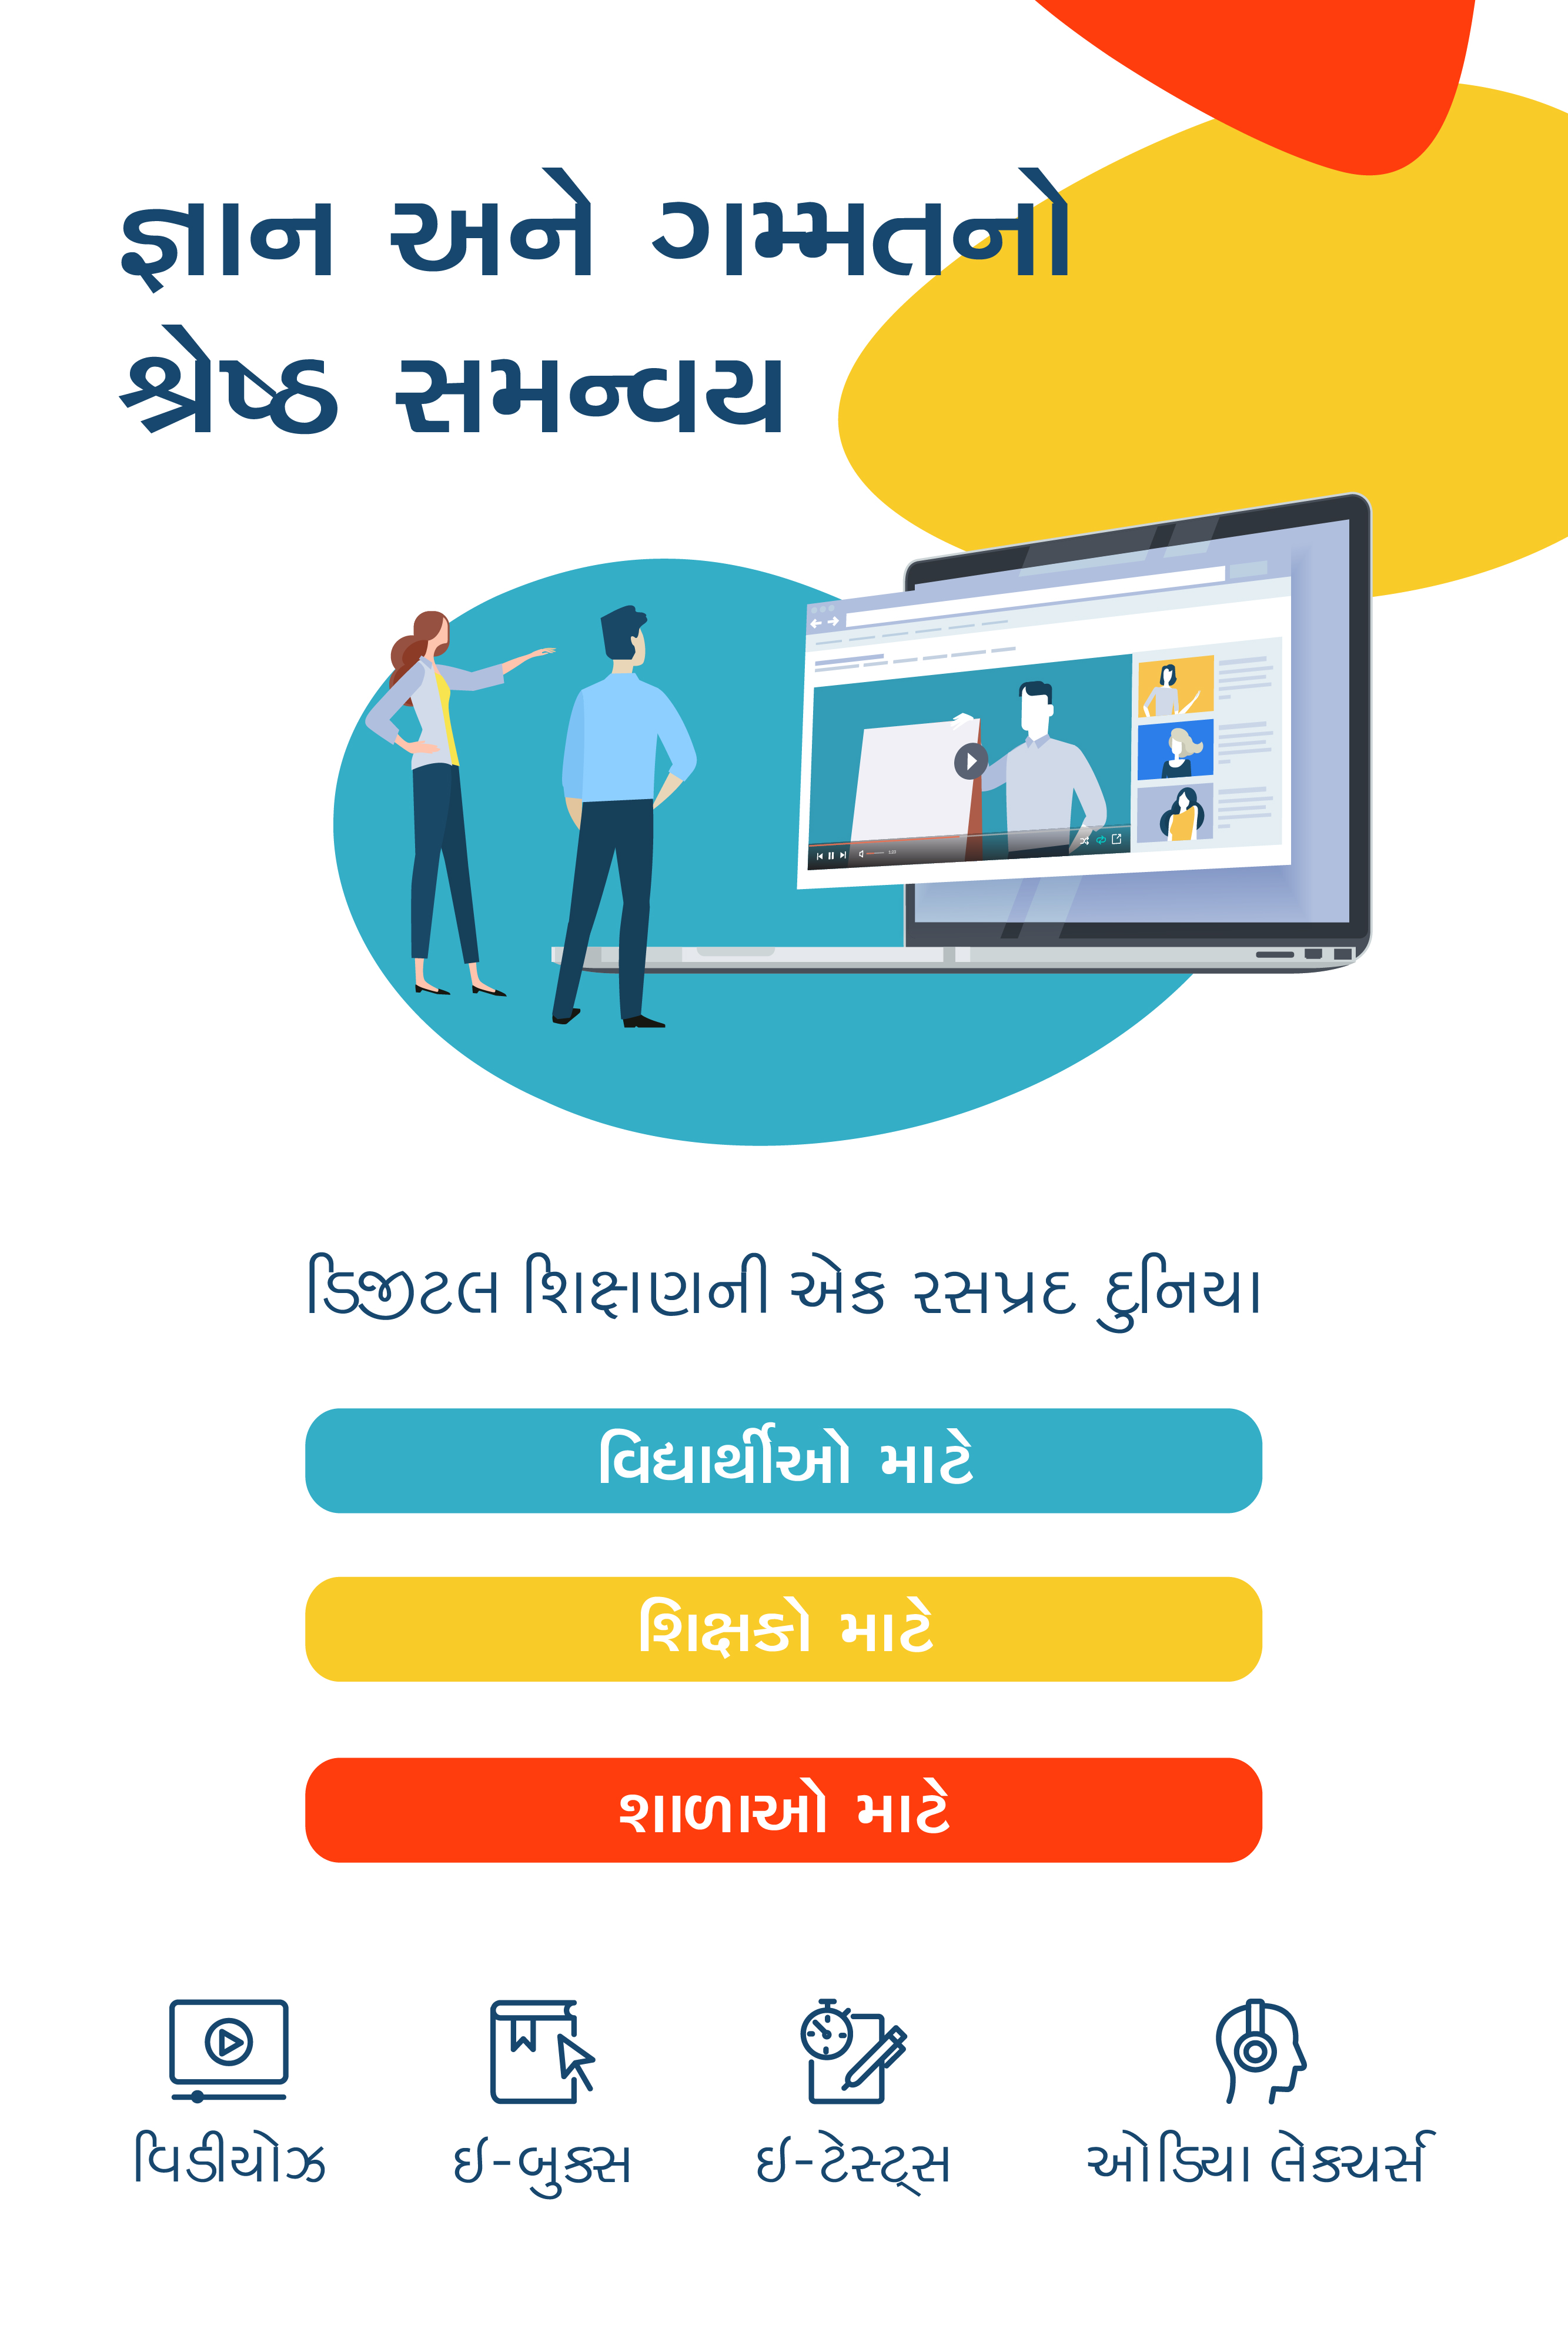 જ્ઞાન અને ગમ્મતનો
શ્રેષ્ઠ સમન્વય
ડિજીટલ શિક્ષણની એક રસપ્રદ દુનિયા
વિદ્યાર્થીઓ માટે
શિક્ષકો માટે
શાળાઓ માટે
વિડીયોઝ
ઈ-બુક્સ
ઈ-ટેસ્ટ્સ
ઓડિયા લેક્ચર્સ